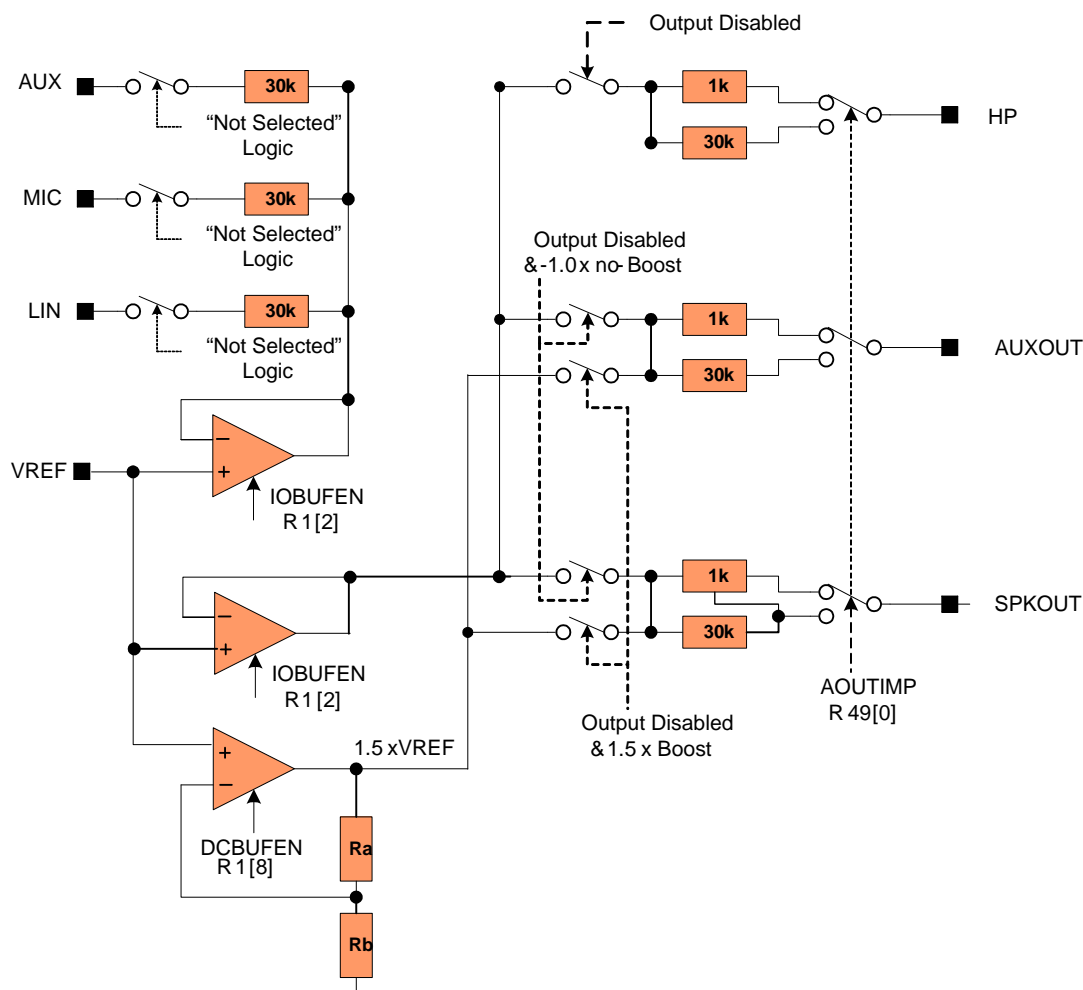 Output Disabled
AUX
30k
1k
"Not Selected"
Logic
HP
30k
MIC
30k
"Not Selected"
Logic
Output Disabled
& -1.0 x no- Boost
LIN
30k
1k
"Not Selected"
Logic
AUXOUT
30k
VREF
IOBUFEN
R 1 [2]
1k
SPKOUT
30k
IOBUFEN
R 1 [2]
AOUTIMP
R 49 [0]
Output Disabled
& 1.5 x Boost
1.5 xVREF
DCBUFEN
R 1 [8]
Ra
Rb